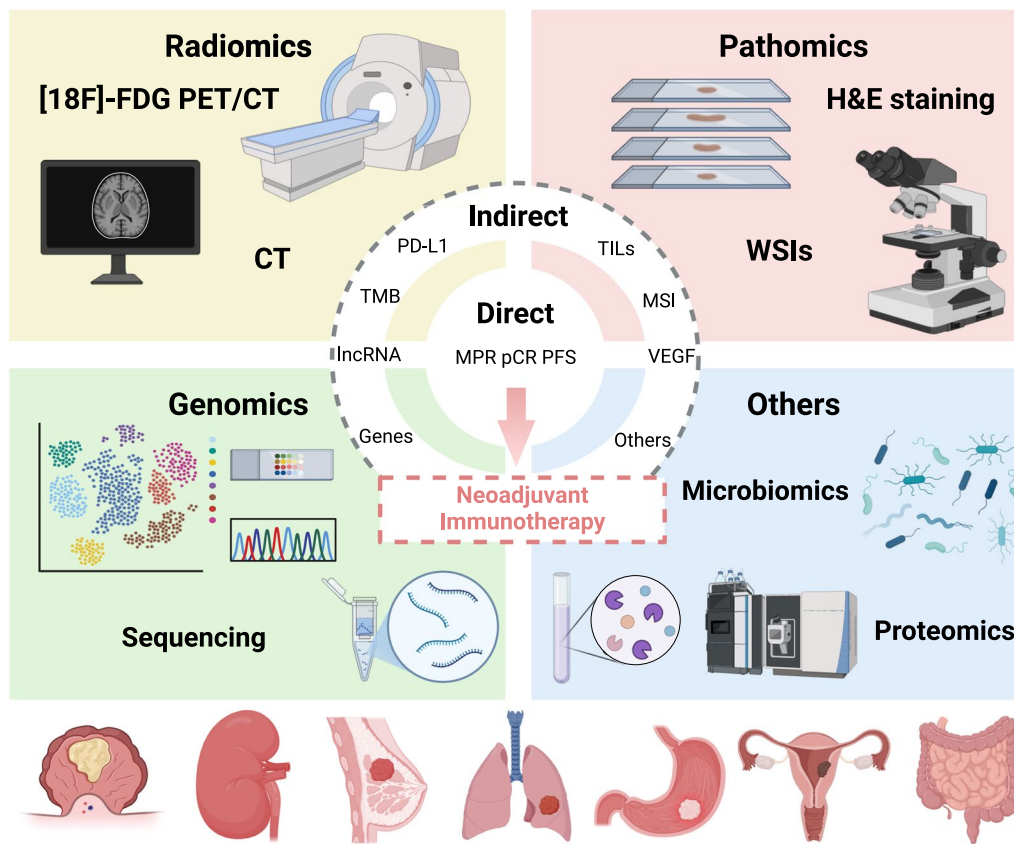 Radiomics
[18F]-FDG PET/CT
CT
Pathomics
H&E staining
WSIs
Indirect
PD-L1
TILs
TMB
MSI
lncRNA
VEGF
Genes
Others
Direct
MPR pCR PFS
Neoadjuvant
Immunotherapy
Genomics
Sequencing
Others
Microbiomics
Proteomics